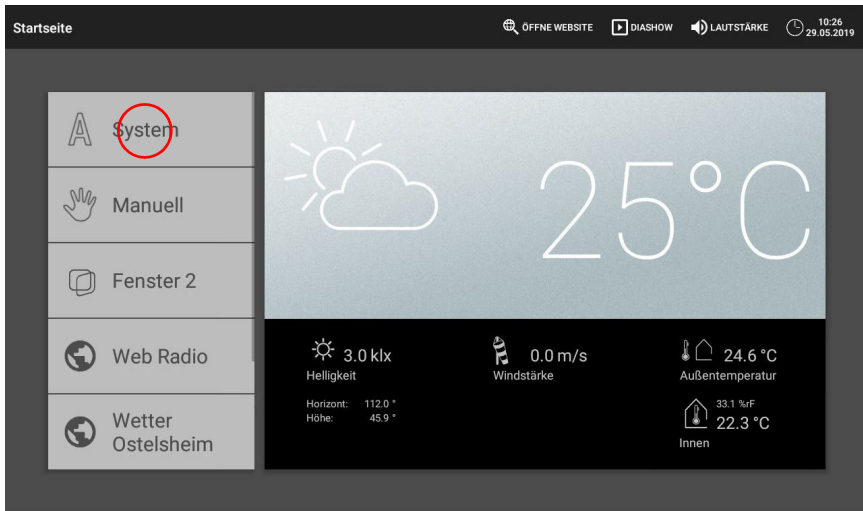 Startseite
ÖFFNE WEBSITE
DIASHOW
LAUTSTÄRKE
10:26
29.05.2019
System
Manuell
Fenster 2
Web Radio
Wetter
Ostelsheim
25°C
3.0 klx
Helligkeit
Horizont: 112.0 °
Höhe: 45.9 °
0.0 m/s
Windstärke
24.6 °C
Außentemperatur
33.1 %rF
22.3 °C
Innen